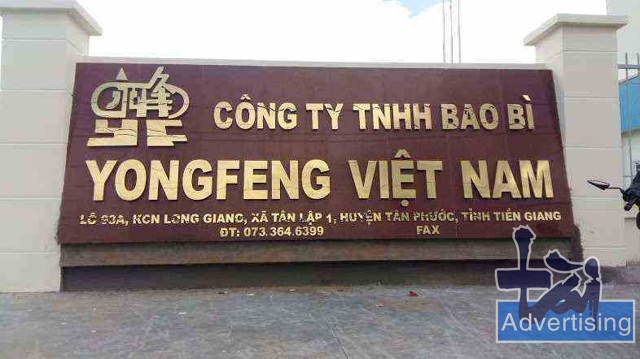 CÔNG TY TNHH BAO BÌ
YONGFENG VIỆT NAM
LÔ 93A, KCN LONG GIANG, XÃ TÂN LẬP 1, HUYỆN TÂN PHƯỚC, TỈNH TIỀN GIANG
ĐT: 073.364.6399 FAX
Advertising